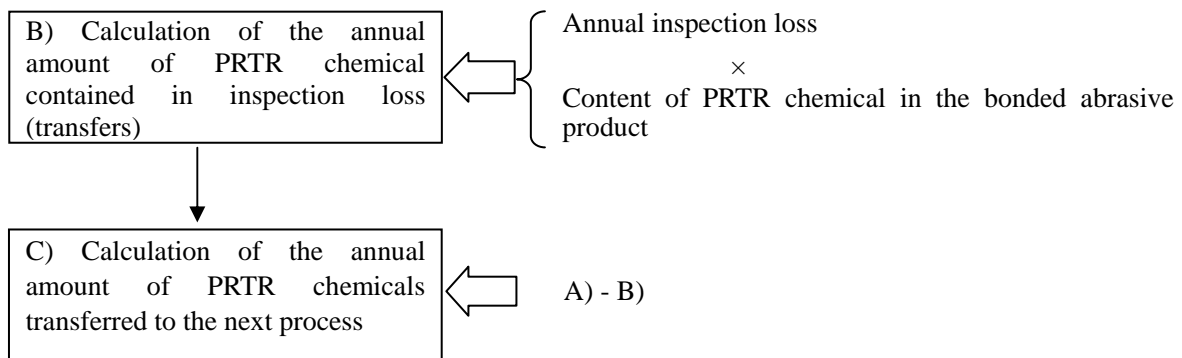 B) Calculation of the annual
amount of PRTR chemical
contained in inspection loss
(transfers)
Annual inspection loss
×
Content of PRTR chemical in the bonded abrasive
product
C) Calculation of the annual
amount of PRTR chemicals
transferred to the next process
A) - B)